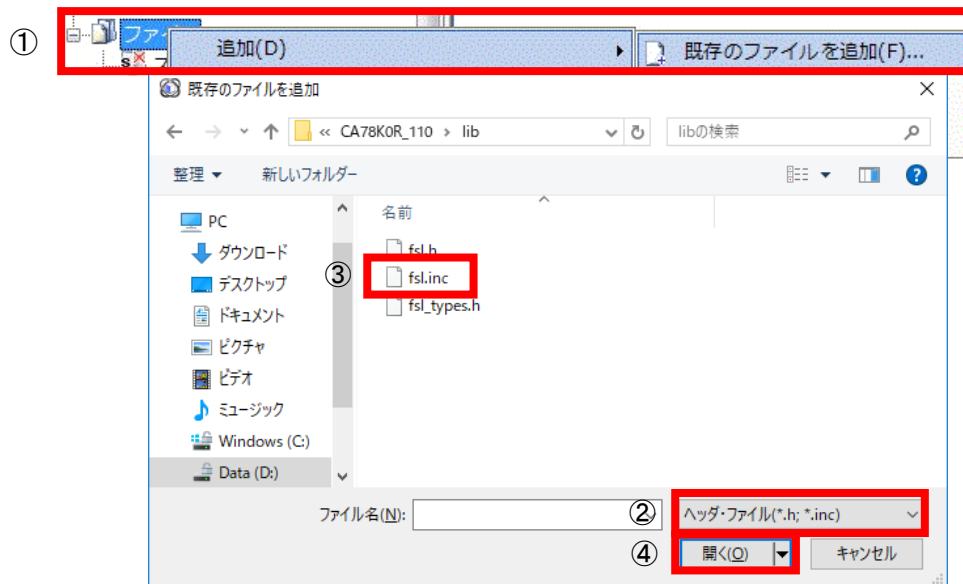 ①
ファイ
追加(D)
既存のファイルを追加(F)...
既存のファイルを追加
« CA78K0R_110 › lib
libの検索
整理
新しいフォルダー
名前
PC
ダウンロード
デスクトップ
ドキュメント
ピクチャ
ビデオ
ミュージック
Windows (C:)
Data (D:)
fsl.h
③
fsl.inc
fsl_types.h
ファイル名(N):
②
ヘッダ・ファイル(*.h; *.inc)
④
開く(O)
キャンセル